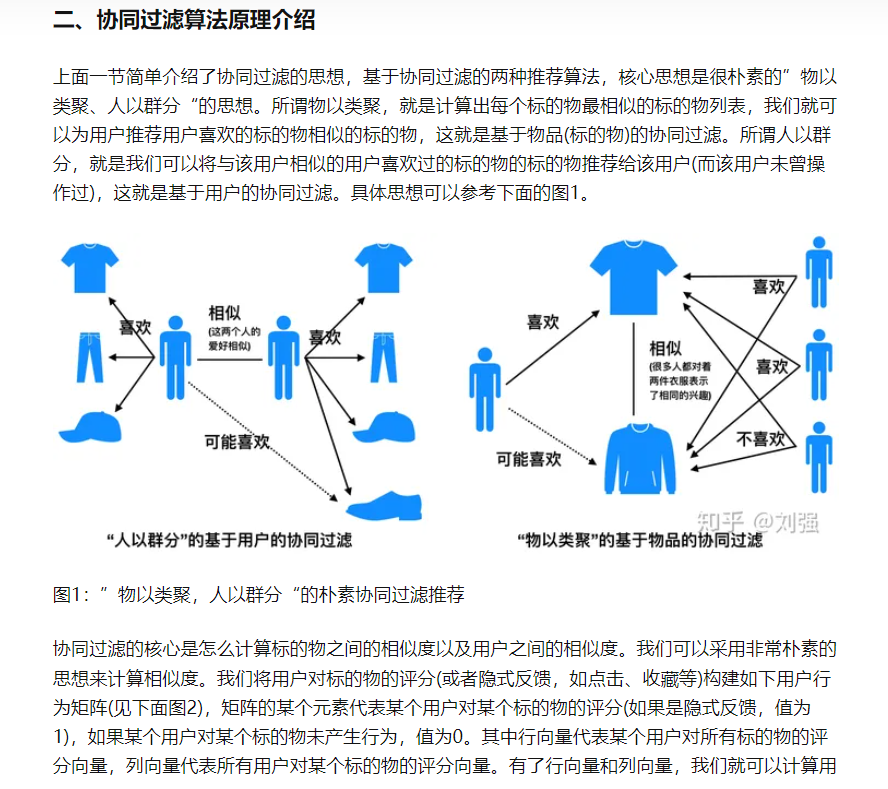 二、协同过滤算法原理介绍
上面一节简单介绍了协同过滤的思想，基于协同过滤的两种推荐算法，核心思想是很朴素的”物以
类聚、人以群分“的思想。所谓物以类聚，就是计算出每个标的物最相似的标的物列表，我们就可
以为用户推荐用户喜欢的标的物相似的标的物，这就是基于物品(标的物)的协同过滤。所谓人以群
分，就是我们可以将与该用户相似的用户喜欢过的标的物的标的物推荐给该用户(而该用户未曾操
作过)，这就是基于用户的协同过滤。具体思想可以参考下面的图1。
喜欢
相似
(这两个人的
爱好相似)
喜欢
可能喜欢
“人以群分”的基于用户的协同过滤
喜欢
相似
(很多人都对着
两件衣服表示
了相同的兴趣)
喜欢
喜欢
不喜欢
可能喜欢
知乎 @刘强
“物以类聚”的基于物品的协同过滤
图1：”物以类聚，人以群分“的朴素协同过滤推荐
协同过滤的核心是怎么计算标的物之间的相似度以及用户之间的相似度。我们可以采用非常朴素的
思想来计算相似度。我们将用户对标的物的评分(或者隐式反馈，如点击、收藏等)构建如下用户行
为矩阵(见下面图2)，矩阵的某个元素代表某个用户对某个标的物的评分(如果是隐式反馈，值为
1)，如果某个用户对某个标的物未产生行为，值为0。其中行向量代表某个用户对所有标的物的评
分向量，列向量代表所有用户对某个标的物的评分向量。有了行向量和列向量，我们就可以计算用